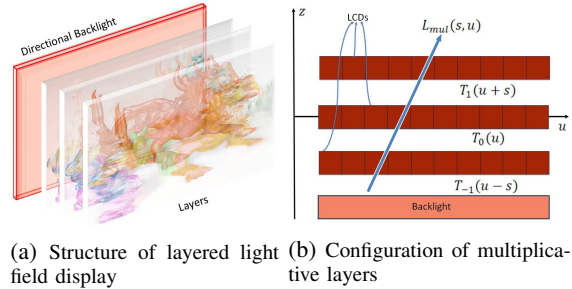 Directional Backlight
Layers
z
LCDs
L_mul(s, u)
T_1(u + s)
u
T_0(u)
T_{-1}(u − s)
Backlight
(a) Structure of layered light
field display
(b) Configuration of multiplica-
tive layers